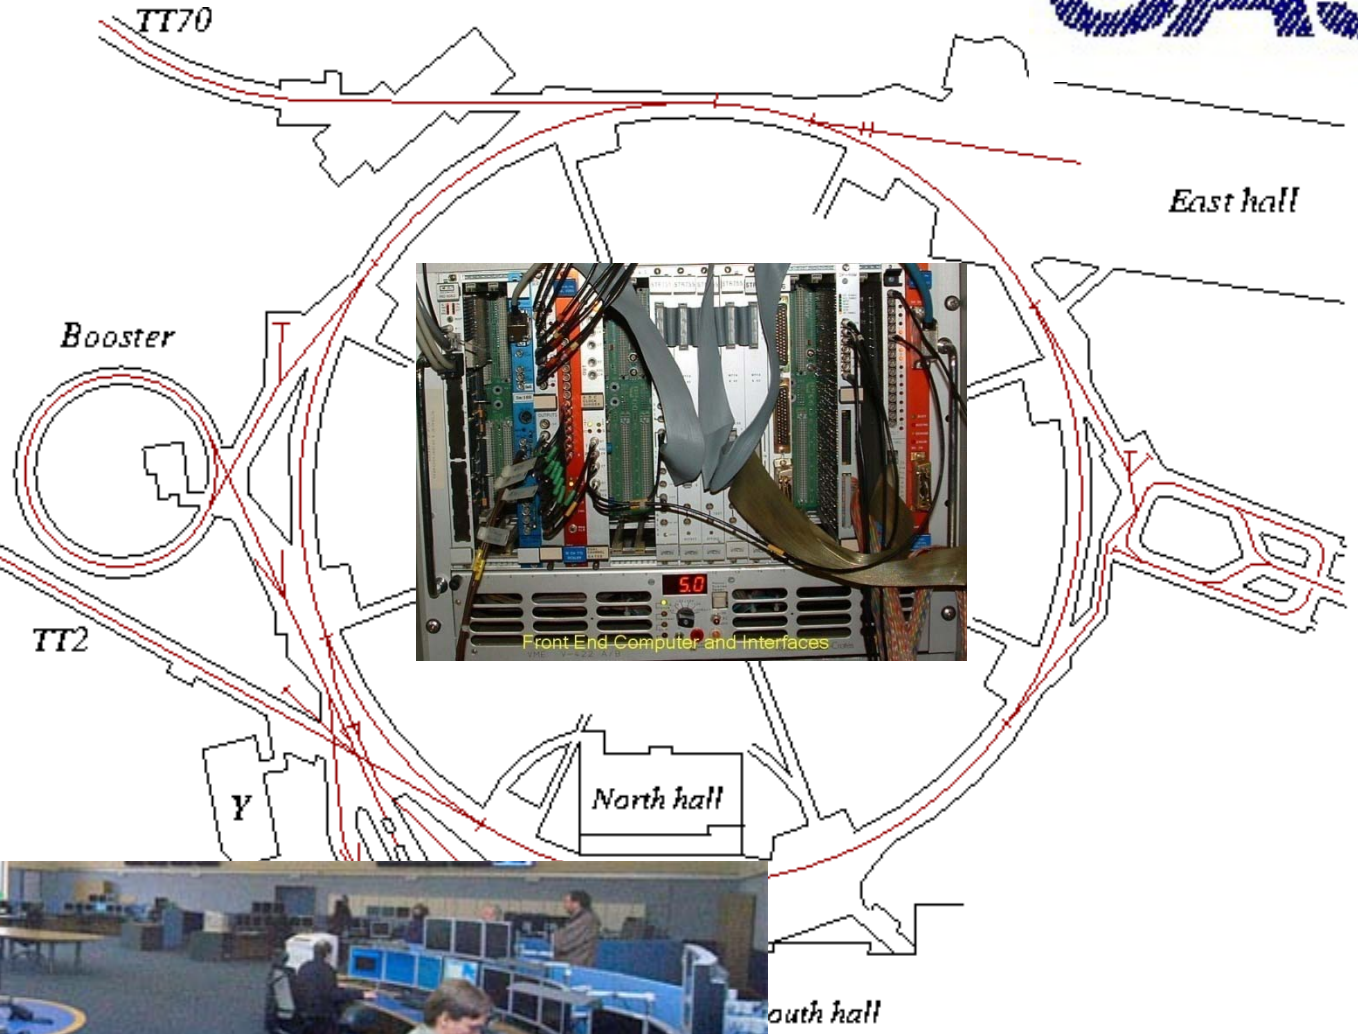 TT70
East hall
Booster
5.0
Front End Computer and Interfaces
TT2
North hall
Y
outh hall